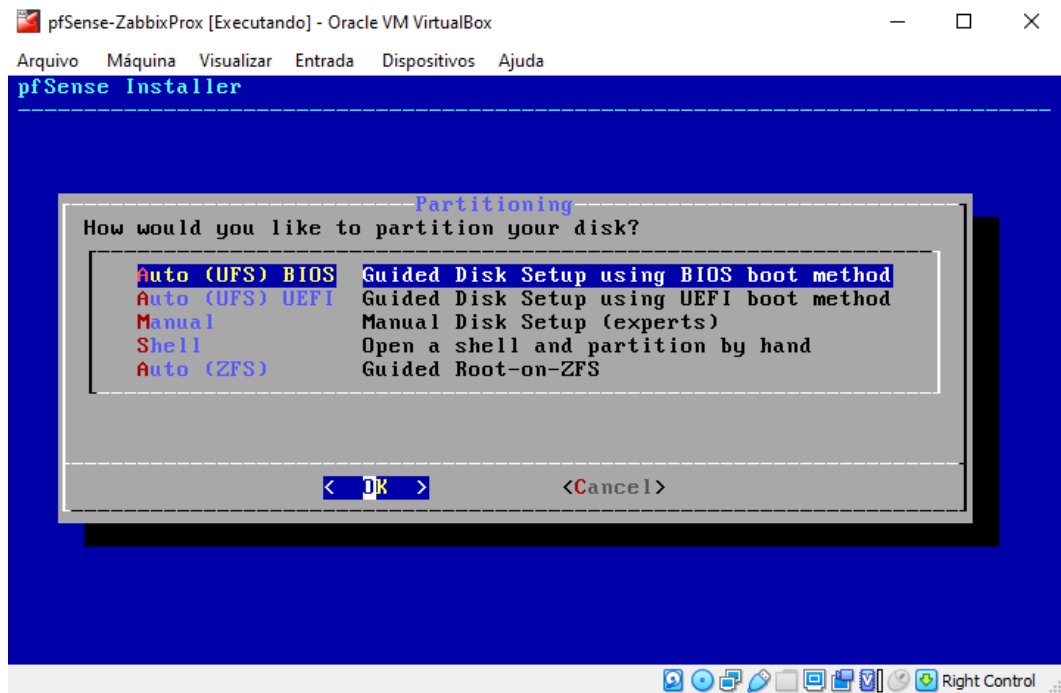 pfSense-ZabbixProx [Executando] - Oracle VM VirtualBox
Arquivo Máquina Visualizar Entrada Dispositivos Ajuda
pfSense Installer
Partitioning
How would you like to partition your disk?
Auto (UFS) BIOS Guided Disk Setup using BIOS boot method
Auto (UFS) UEFI Guided Disk Setup using UEFI boot method
Manual Manual Disk Setup (experts)
Shell Open a shell and partition by hand
Auto (ZFS) Guided Root-on-ZFS
< OK > <Cancel>
Right Control